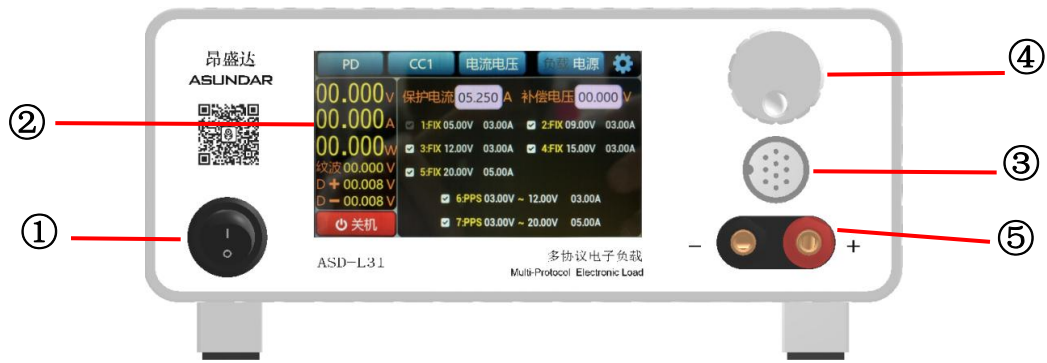 昂盛达
ASUNDAR
①
②
③
④
⑤
PD
CC1
电流电压
负载 电源
00.000 V
00.000 A
00.000 W
纹波 00.000 V
D + 00.008 V
D − 00.008 V
关机
保护电流 05.250 A 补偿电压 00.000 V
1:FIX 05.00V 03.00A 2:FIX 09.00V 03.00A
3:FIX 12.00V 03.00A 4:FIX 15.00V 03.00A
5:FIX 20.00V 05.00A
6:PPS 03.00V ~ 12.00V 03.00A
7:PPS 03.00V ~ 20.00V 05.00A
ASD-L31
多协议电子负载
Multi-Protocol Electronic Load
− +